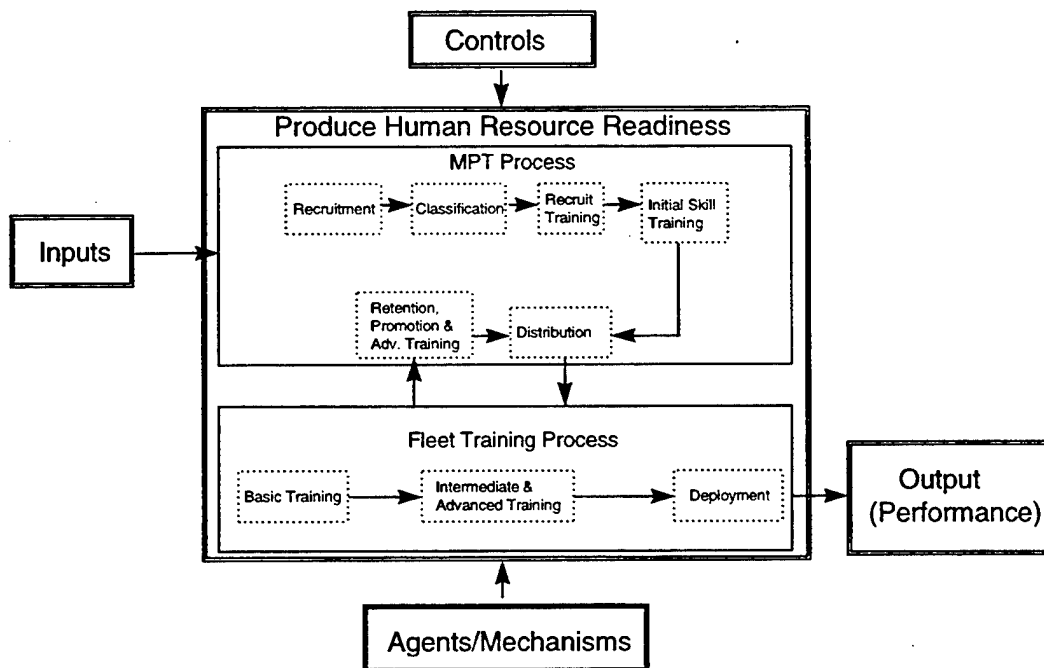 Controls
Produce Human Resource Readiness
MPT Process
Recruitment
Classification
Recruit
Training
Initial Skill
Training
Inputs
Retention,
Promotion &
Adv. Training
Distribution
Fleet Training Process
Basic Training
Intermediate &
Advanced Training
Deployment
Output
(Performance)
Agents/Mechanisms